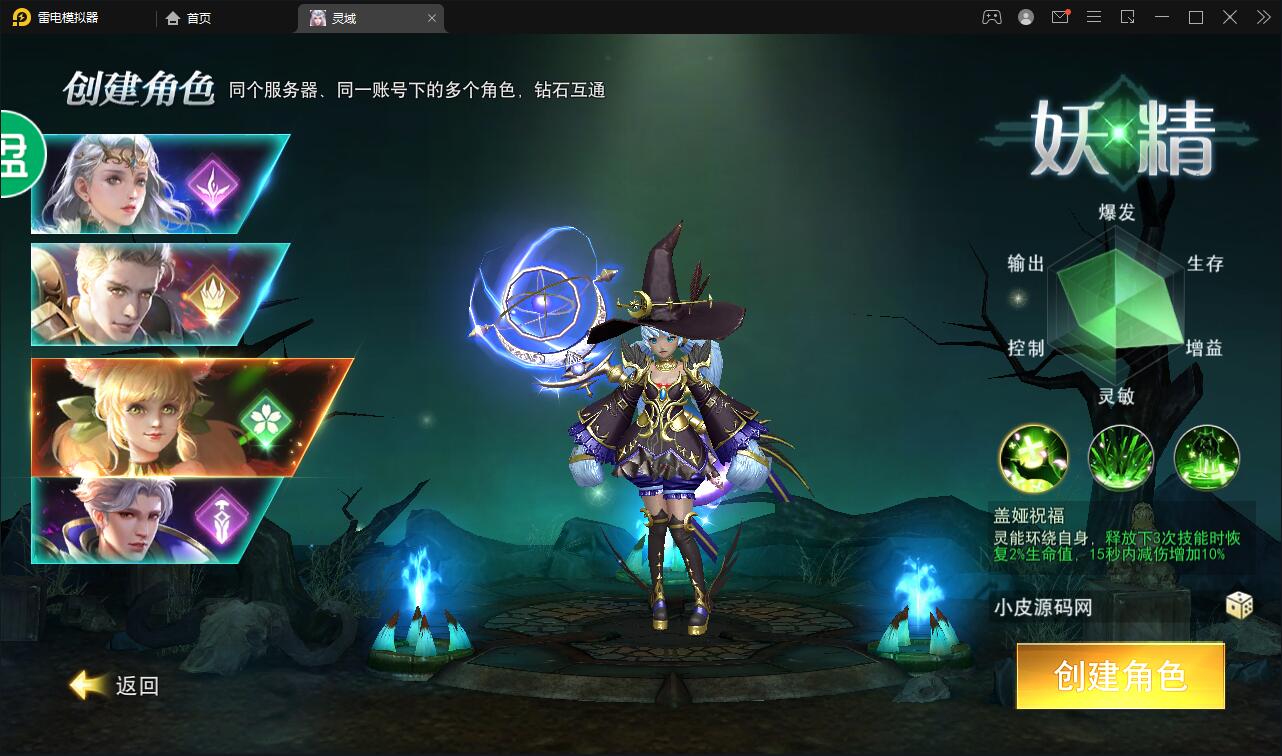 雷电模拟器
首页
灵域
创建角色
同个服务器、同一账号下的多个角色，钻石互通
妖精
爆发
输出
生存
控制
增益
灵敏
盖娅祝福
灵能环绕自身，释放下3次技能时恢
复2%生命值，15秒内减伤增加10%
小皮源码网
创建角色
返回